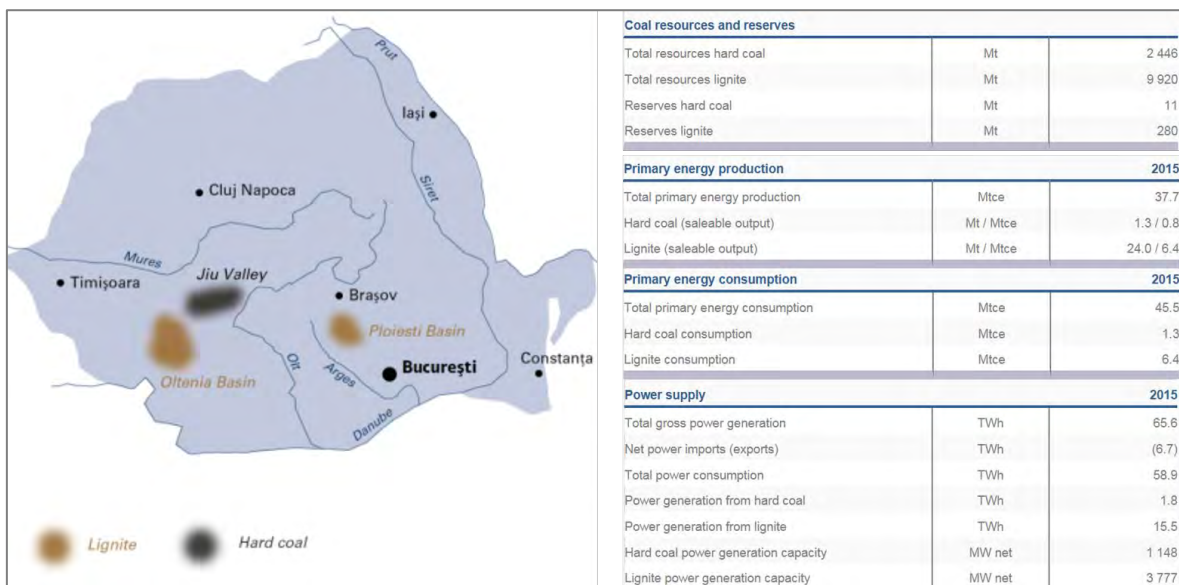 Prut
Iași
Siret
Cluj Napoca
Mures
Jiu Valley
Timișoara
Brașov
Ploiesti Basin
Constanța
București
Oltenia Basin
Olt
Arges
Danube
Lignite
Hard coal
Coal resources and reserves
Total resources hard coal Mt 2 446
Total resources lignite Mt 9 920
Reserves hard coal Mt 11
Reserves lignite Mt 280
Primary energy production 2015
Total primary energy production Mtce 37.7
Hard coal (saleable output) Mt / Mtce 1.3 / 0.8
Lignite (saleable output) Mt / Mtce 24.0 / 6.4
Primary energy consumption 2015
Total primary energy consumption Mtce 45.5
Hard coal consumption Mtce 1.3
Lignite consumption Mtce 6.4
Power supply 2015
Total gross power generation TWh 65.6
Net power imports (exports) TWh (6.7)
Total power consumption TWh 58.9
Power generation from hard coal TWh 1.8
Power generation from lignite TWh 15.5
Hard coal power generation capacity MW net 1 148
Lignite power generation capacity MW net 3 777